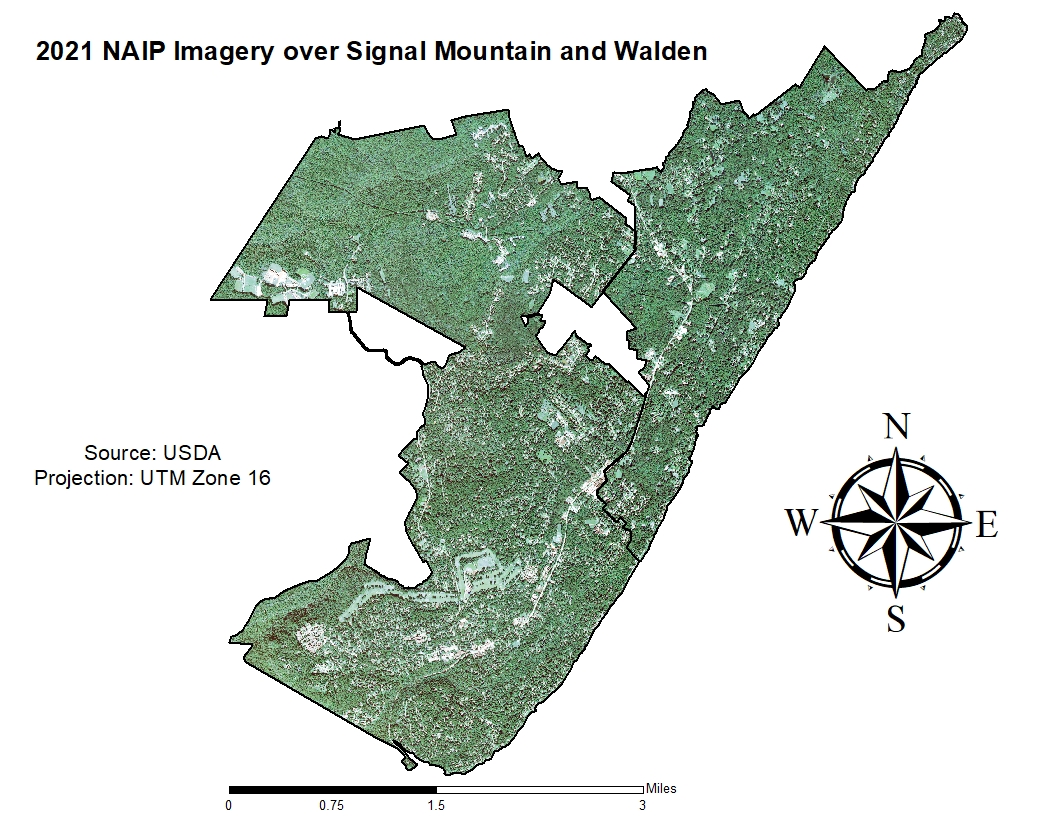 2021 NAIP Imagery over Signal Mountain and Walden
Source: USDA
Projection: UTM Zone 16
N
W E
S
Miles
0 0.75 1.5 3